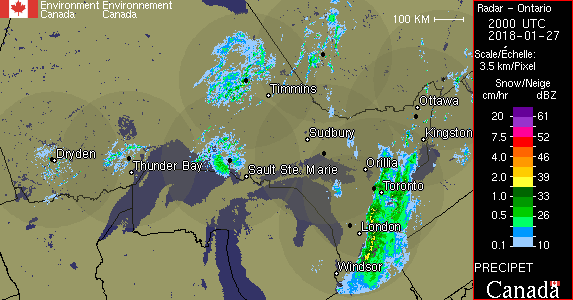 Environment Environnement
Canada Canada
100 KM
Timmins
Ottawa
Sudbury
Kingston
Dryden
Thunder Bay
Sault Ste. Marie
Orillia
Toronto
London
Windsor
Radar - Ontario
2000 UTC
2018-01-27
Scale/Échelle:
3.5 km/Pixel
Snow/Neige
cm/hr dBZ
20 61
7.5 52
4.0 46
2.0 39
1.0 33
0.5 26
0.1 10
PRECIPET
Canada